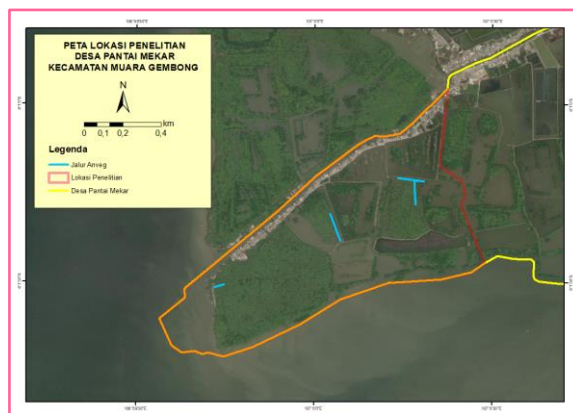 PETA LOKASI PENELITIAN
DESA PANTAI MEKAR
KECAMATAN MUARA GEMBONG
N
km
0 0,1 0,2 0,4
Legenda
Jalur Anveg
Lokasi Penelitian
Desa Pantai Mekar